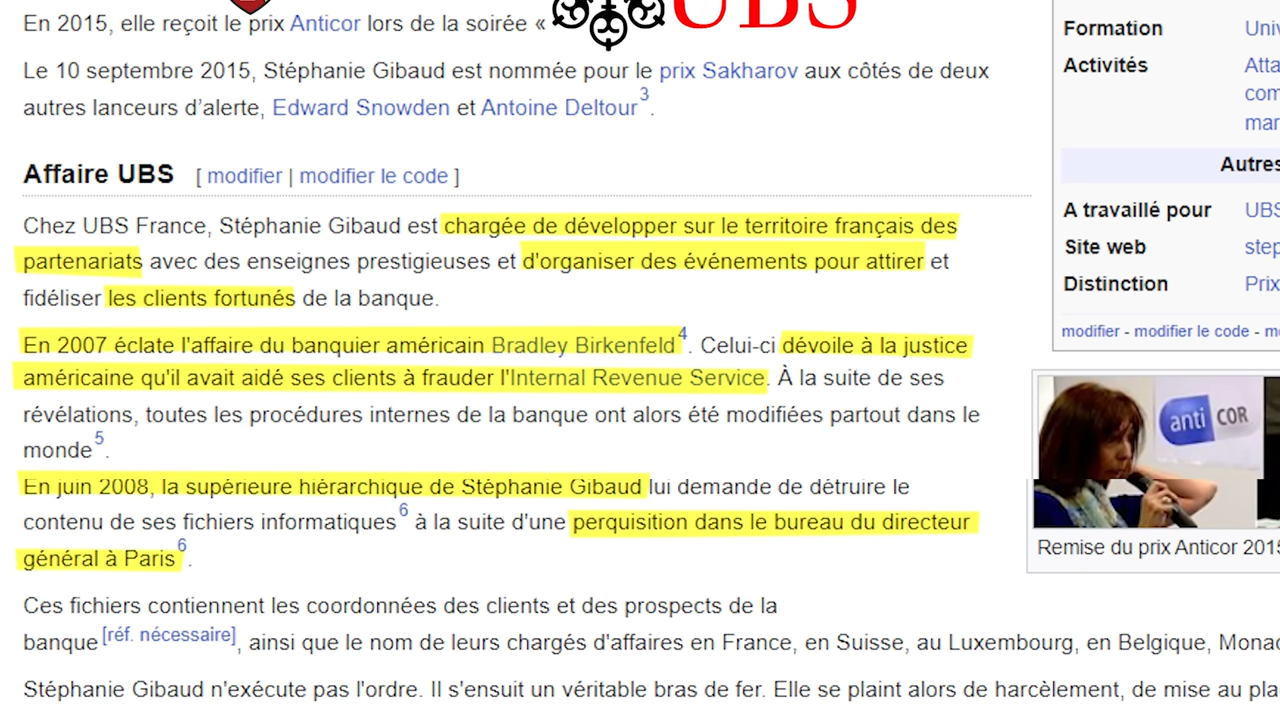 UBS
En 2015, elle reçoit le prix Anticor lors de la soirée «
Le 10 septembre 2015, Stéphanie Gibaud est nommée pour le prix Sakharov aux côtés de deux
autres lanceurs d’alerte, Edward Snowden et Antoine Deltour3.
Affaire UBS [ modifier | modifier le code ]
Chez UBS France, Stéphanie Gibaud est chargée de développer sur le territoire français des
partenariats avec des enseignes prestigieuses et d'organiser des événements pour attirer et
fidéliser les clients fortunés de la banque.
En 2007 éclate l'affaire du banquier américain Bradley Birkenfeld4. Celui-ci dévoile à la justice
américaine qu'il avait aidé ses clients à frauder l'Internal Revenue Service. À la suite de ses
révélations, toutes les procédures internes de la banque ont alors été modifiées partout dans le
monde5.
En juin 2008, la supérieure hiérarchique de Stéphanie Gibaud lui demande de détruire le
contenu de ses fichiers informatiques6 à la suite d'une perquisition dans le bureau du directeur
général à Paris6.
Ces fichiers contiennent les coordonnées des clients et des prospects de la
banque[réf. nécessaire], ainsi que le nom de leurs chargés d'affaires en France, en Suisse, au Luxembourg, en Belgique, Monac
Stéphanie Gibaud n'exécute pas l'ordre. Il s'ensuit un véritable bras de fer. Elle se plaint alors de harcèlement, de mise au pla
Formation Univ
Activités Atta
com
mar
Autres
A travaillé pour UBS
Site web step
Distinction Prix
modifier - modifier le code - mo
anti COR
Remise du prix Anticor 2015